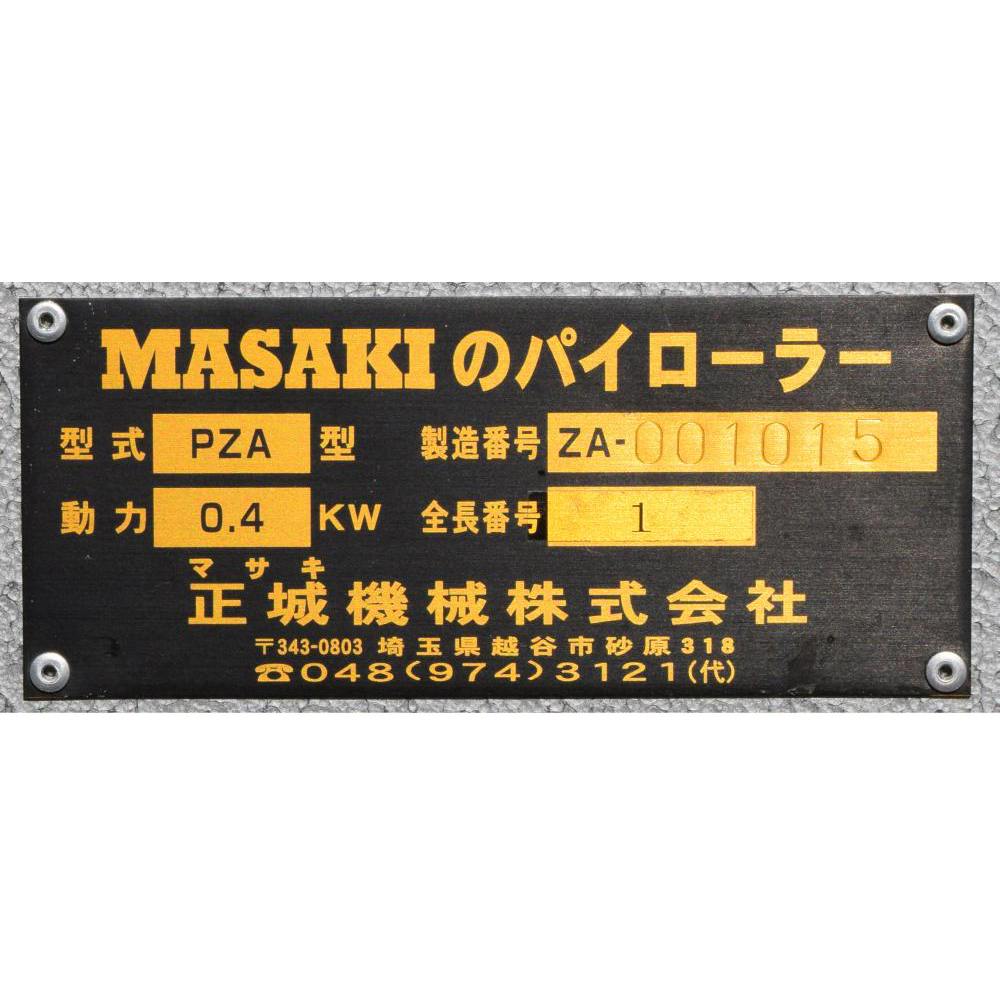 MASAKIのパイローラー
型式 PZA 型 製造番号 ZA-001015
動力 0.4 KW 全長番号 1
マサキ
正城機械株式会社
〒343-0803 埼玉県越谷市砂原318
☎048(974)3121(代)